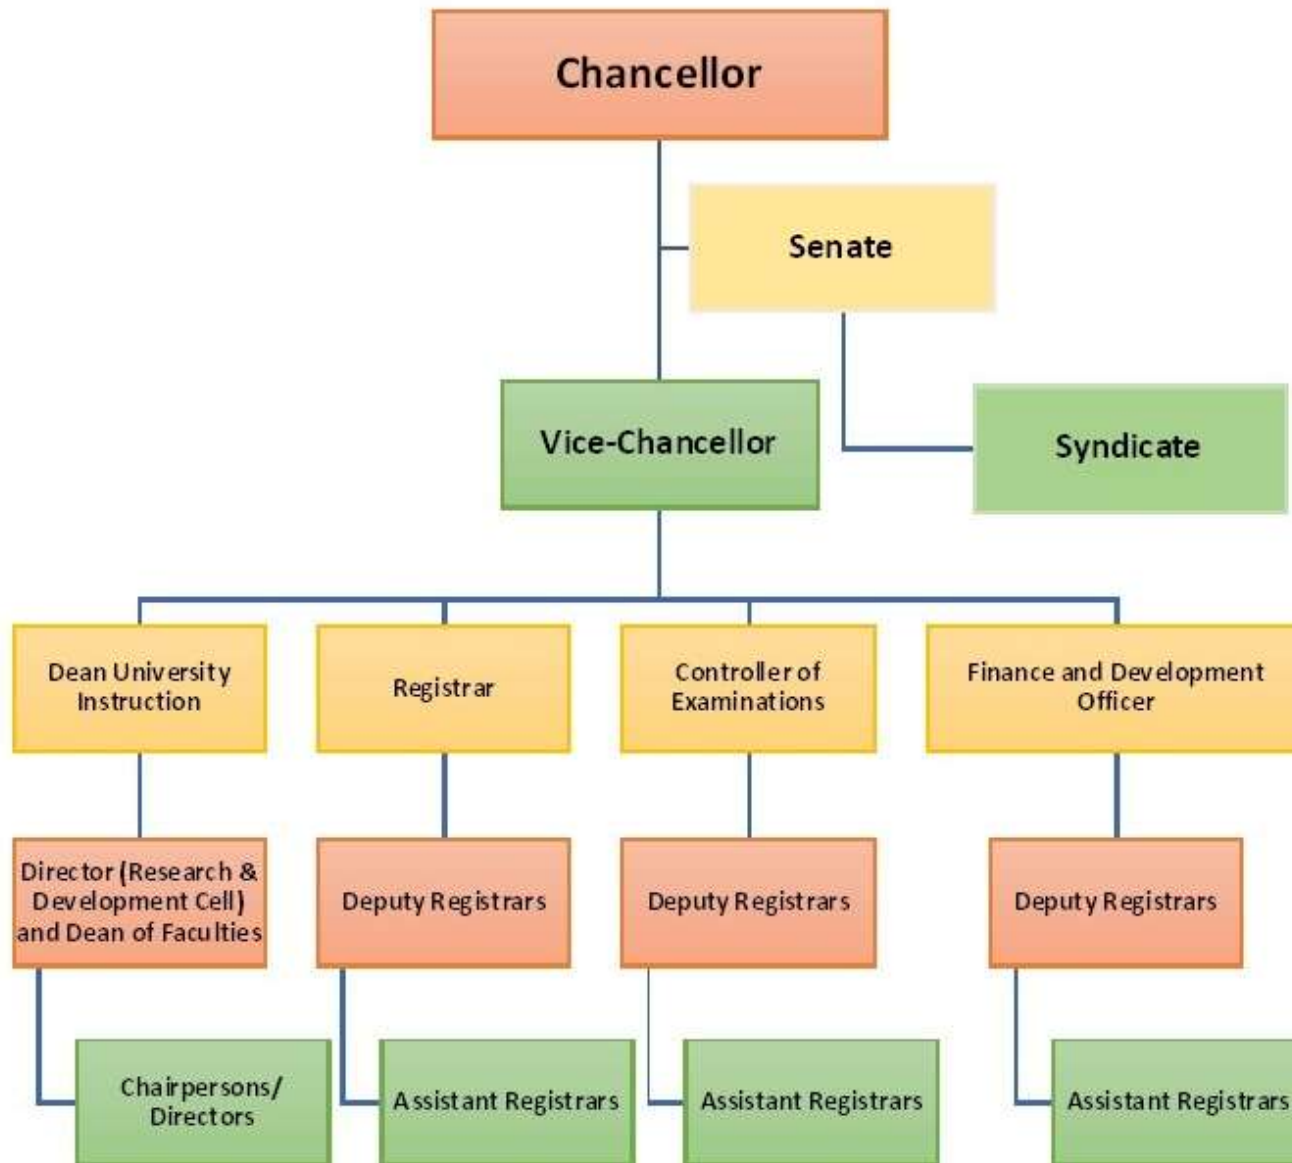 Chancellor
Senate
Vice-Chancellor
Syndicate
Dean University
Instruction
Registrar
Controller of
Examinations
Finance and Development
Officer
Director (Research &
Development Cell)
and Dean of Faculties
Deputy Registrars
Deputy Registrars
Deputy Registrars
Chairpersons/
Directors
Assistant Registrars
Assistant Registrars
Assistant Registrars